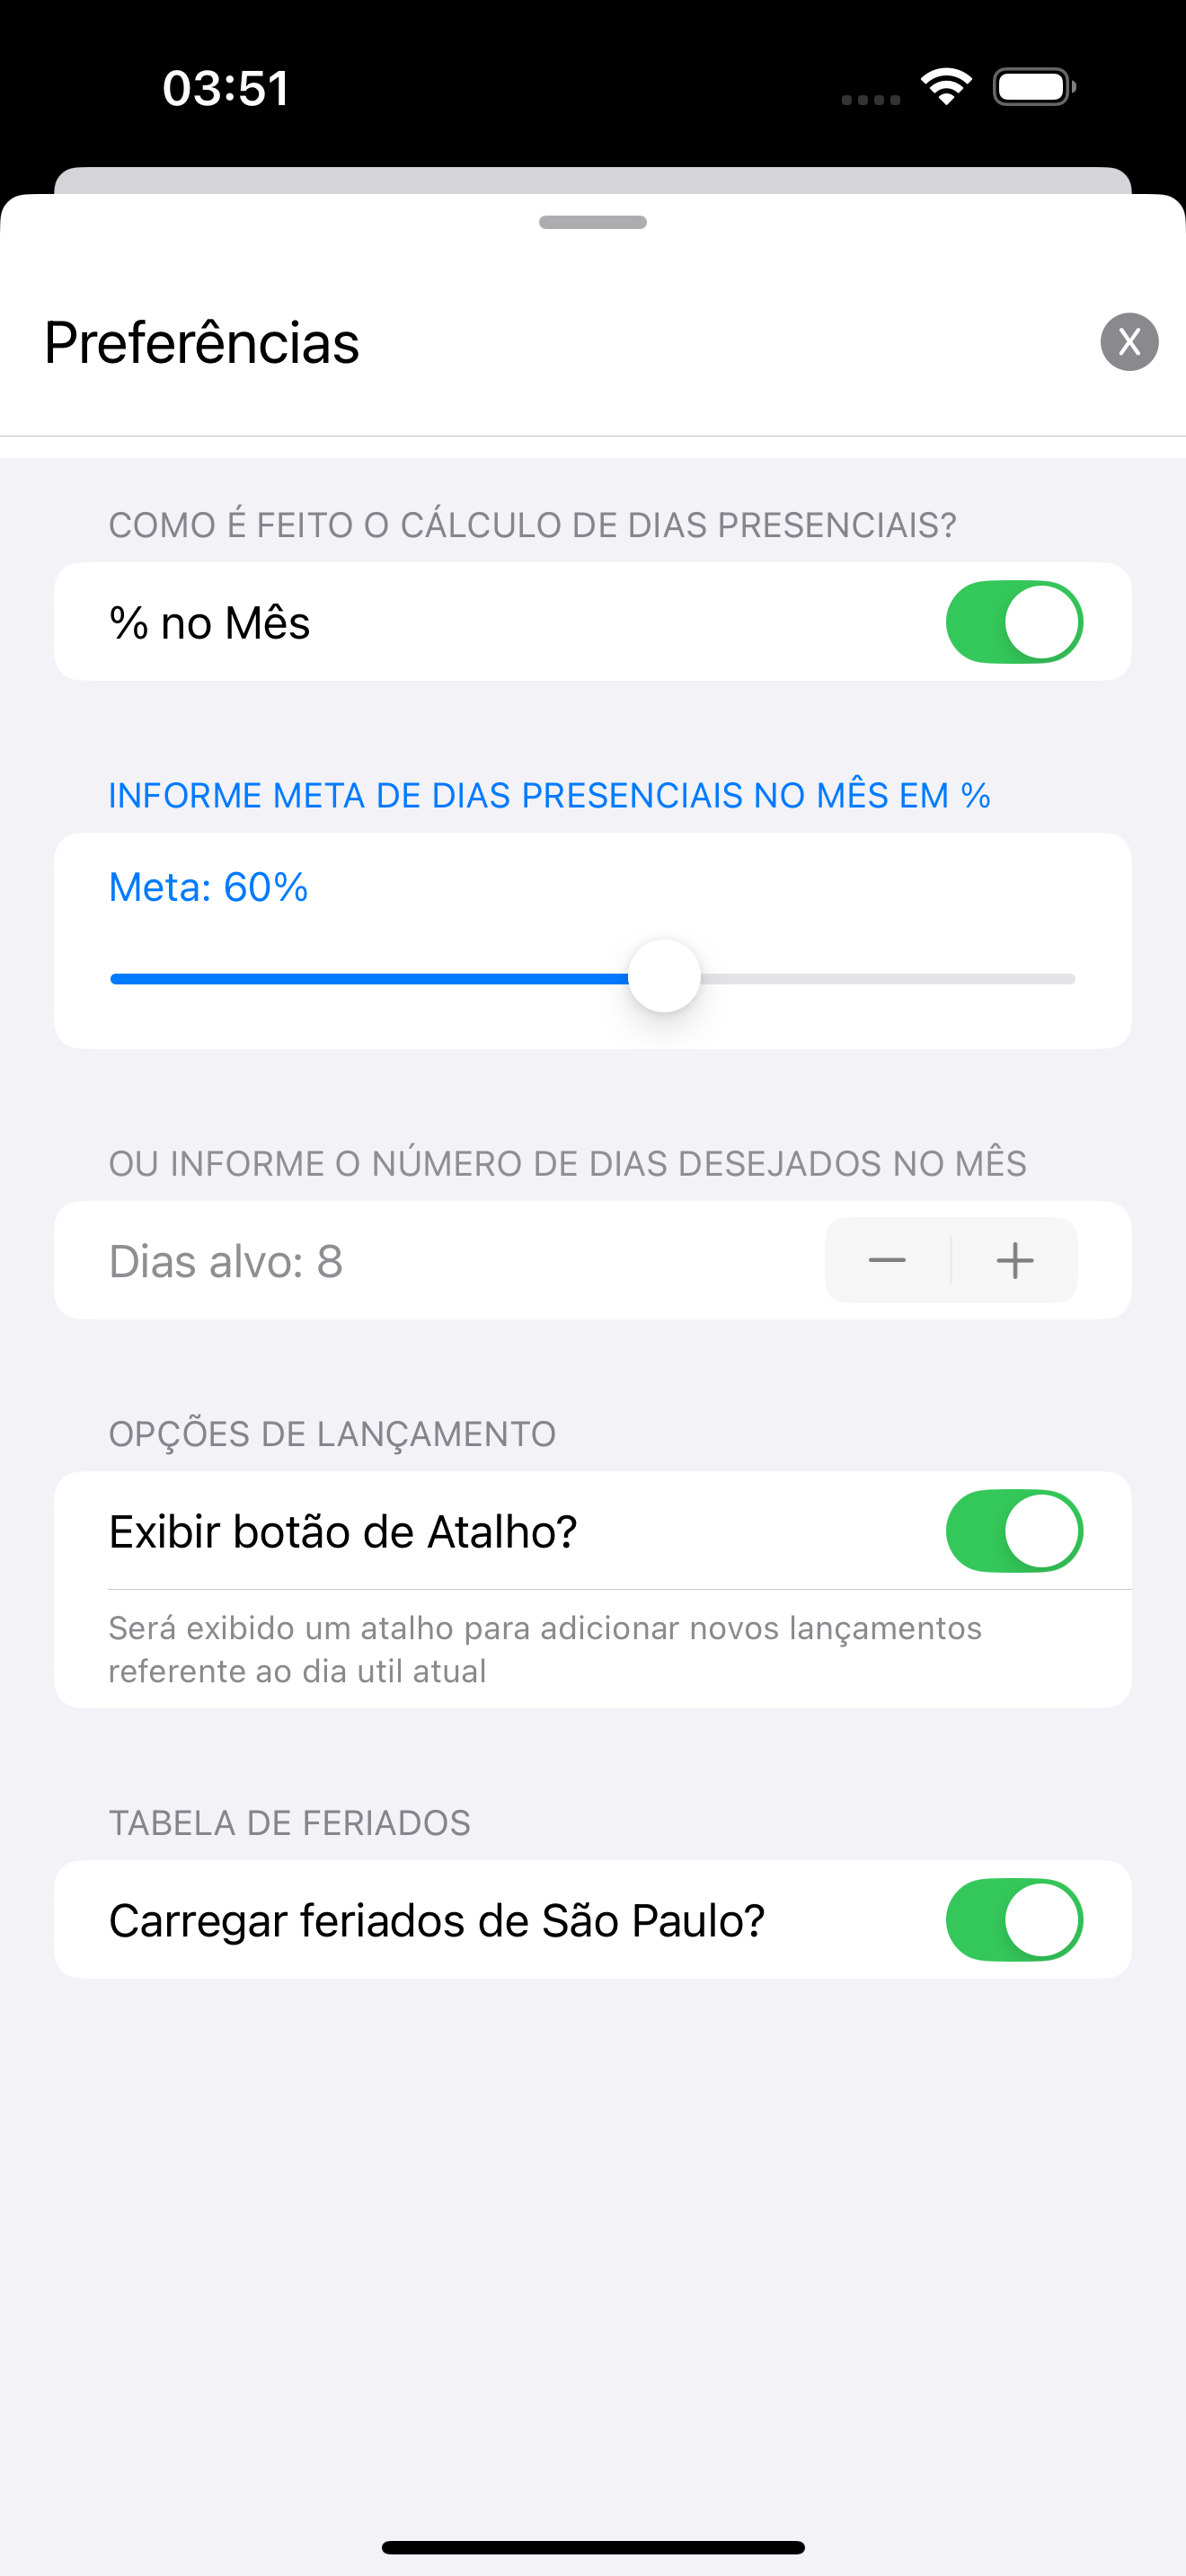 03:51
Preferências
X
COMO É FEITO O CÁLCULO DE DIAS PRESENCIAIS?
% no Mês
INFORME META DE DIAS PRESENCIAIS NO MÊS EM %
Meta: 60%
OU INFORME O NÚMERO DE DIAS DESEJADOS NO MÊS
Dias alvo: 8
OPÇÕES DE LANÇAMENTO
Exibir botão de Atalho?
Será exibido um atalho para adicionar novos lançamentos
referente ao dia util atual
TABELA DE FERIADOS
Carregar feriados de São Paulo?